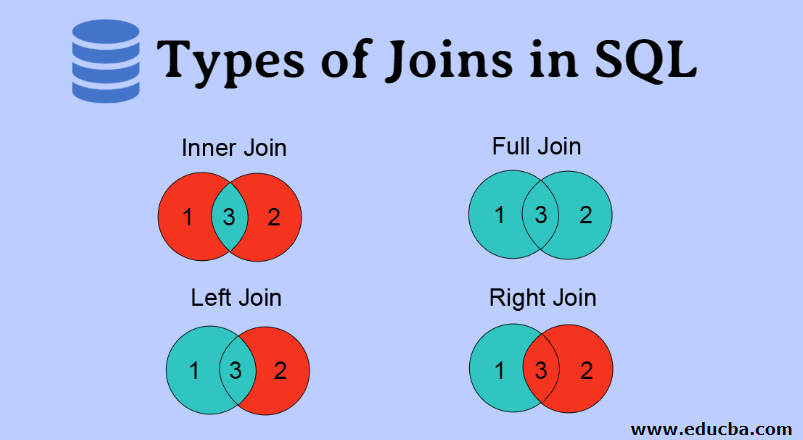 Types of Joins in SQL
Inner Join
1 3 2
Full Join
1 3 2
Left Join
1 3 2
Right Join
1 3 2
www.educba.com